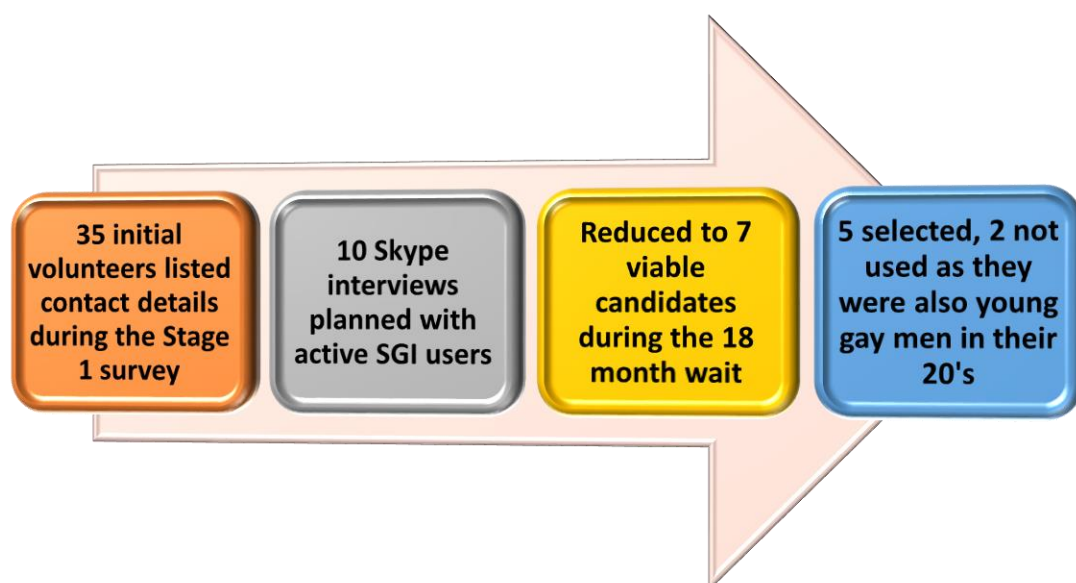 35 initial
volunteers listed
contact details
during the Stage
1 survey
10 Skype
interviews
planned with
active SGI users
Reduced to 7
viable
candidates
during the 18
month wait
5 selected, 2 not
used as they
were also young
gay men in their
20's